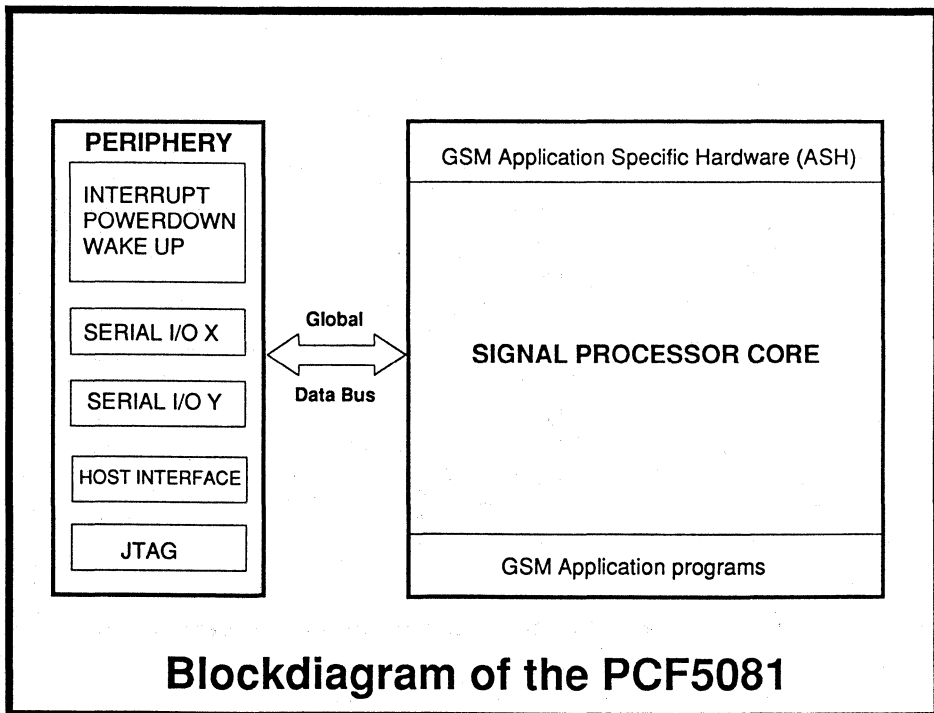 PERIPHERY
INTERRUPT
POWERDOWN
WAKE UP
SERIAL I/O X
SERIAL I/O Y
HOST INTERFACE
JTAG
Global
Data Bus
GSM Application Specific Hardware (ASH)
SIGNAL PROCESSOR CORE
GSM Application programs
Blockdiagram of the PCF5081